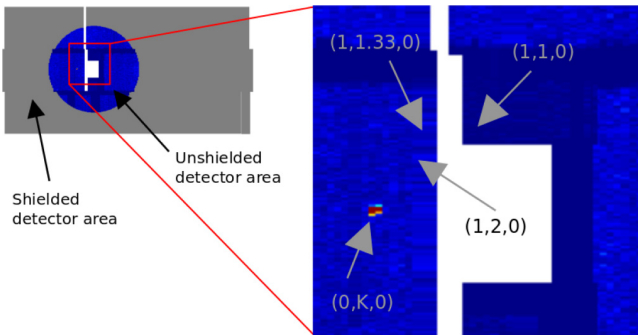 (1,1.33,0)
(1,1,0)
Unshielded
detector area
Shielded
detector area
(1,2,0)
(0,K,0)